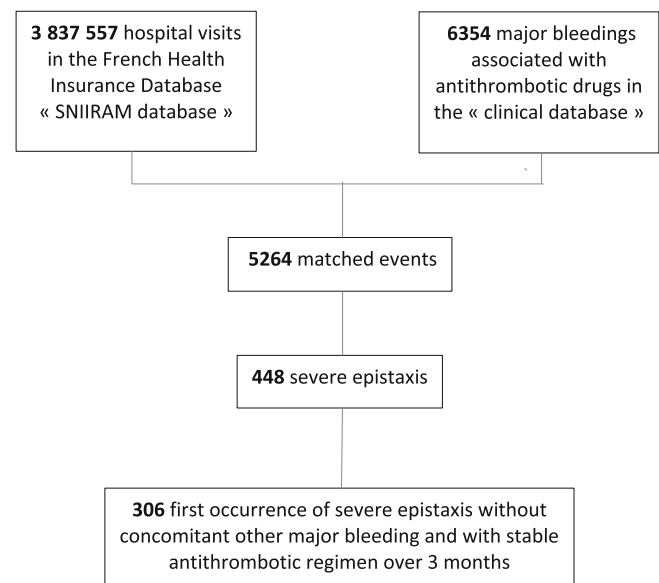 3 837 557 hospital visits
in the French Health
Insurance Database
« SNIIRAM database »
6354 major bleedings
associated with
antithrombotic drugs in
the « clinical database »
5264 matched events
448 severe epistaxis
306 first occurrence of severe epistaxis without
concomitant other major bleeding and with stable
antithrombotic regimen over 3 months